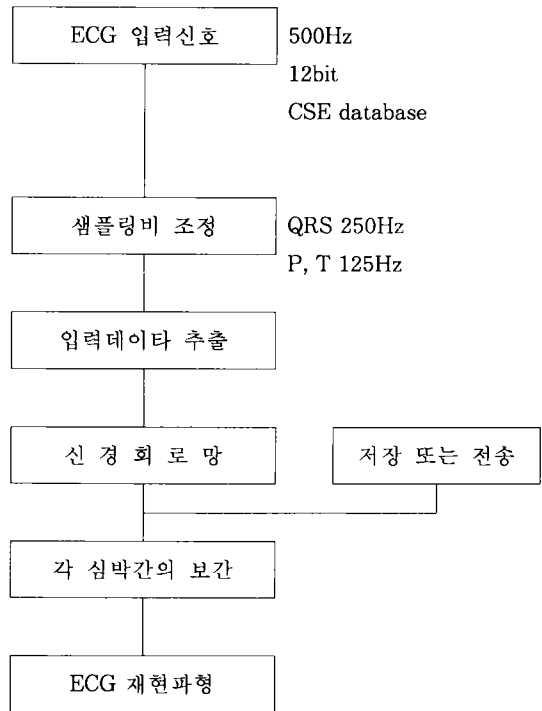 ECG 입력신호
500Hz
12bit
CSE database
샘플링비 조정
QRS 250Hz
P, T 125Hz
입력데이타 추출
신 경 회 로 망
저장 또는 전송
각 심박간의 보간
ECG 재현파형